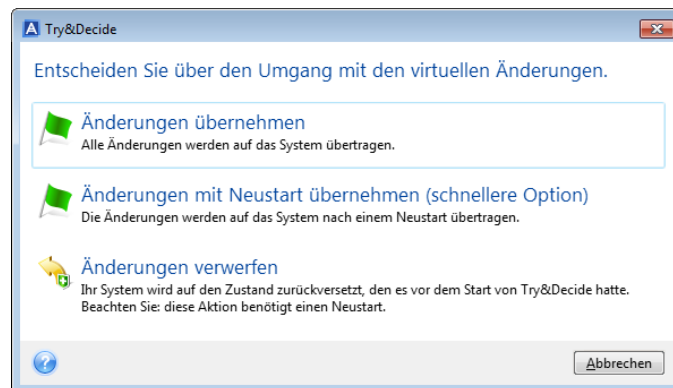 Try&Decide
Entscheiden Sie über den Umgang mit den virtuellen Änderungen.
Änderungen übernehmen
Alle Änderungen werden auf das System übertragen.
Änderungen mit Neustart übernehmen (schnellere Option)
Die Änderungen werden auf das System nach einem Neustart übertragen.
Änderungen verwerfen
Ihr System wird auf den Zustand zurückversetzt, den es vor dem Start von Try&Decide hatte.
Beachten Sie: diese Aktion benötigt einen Neustart.
Abbrechen